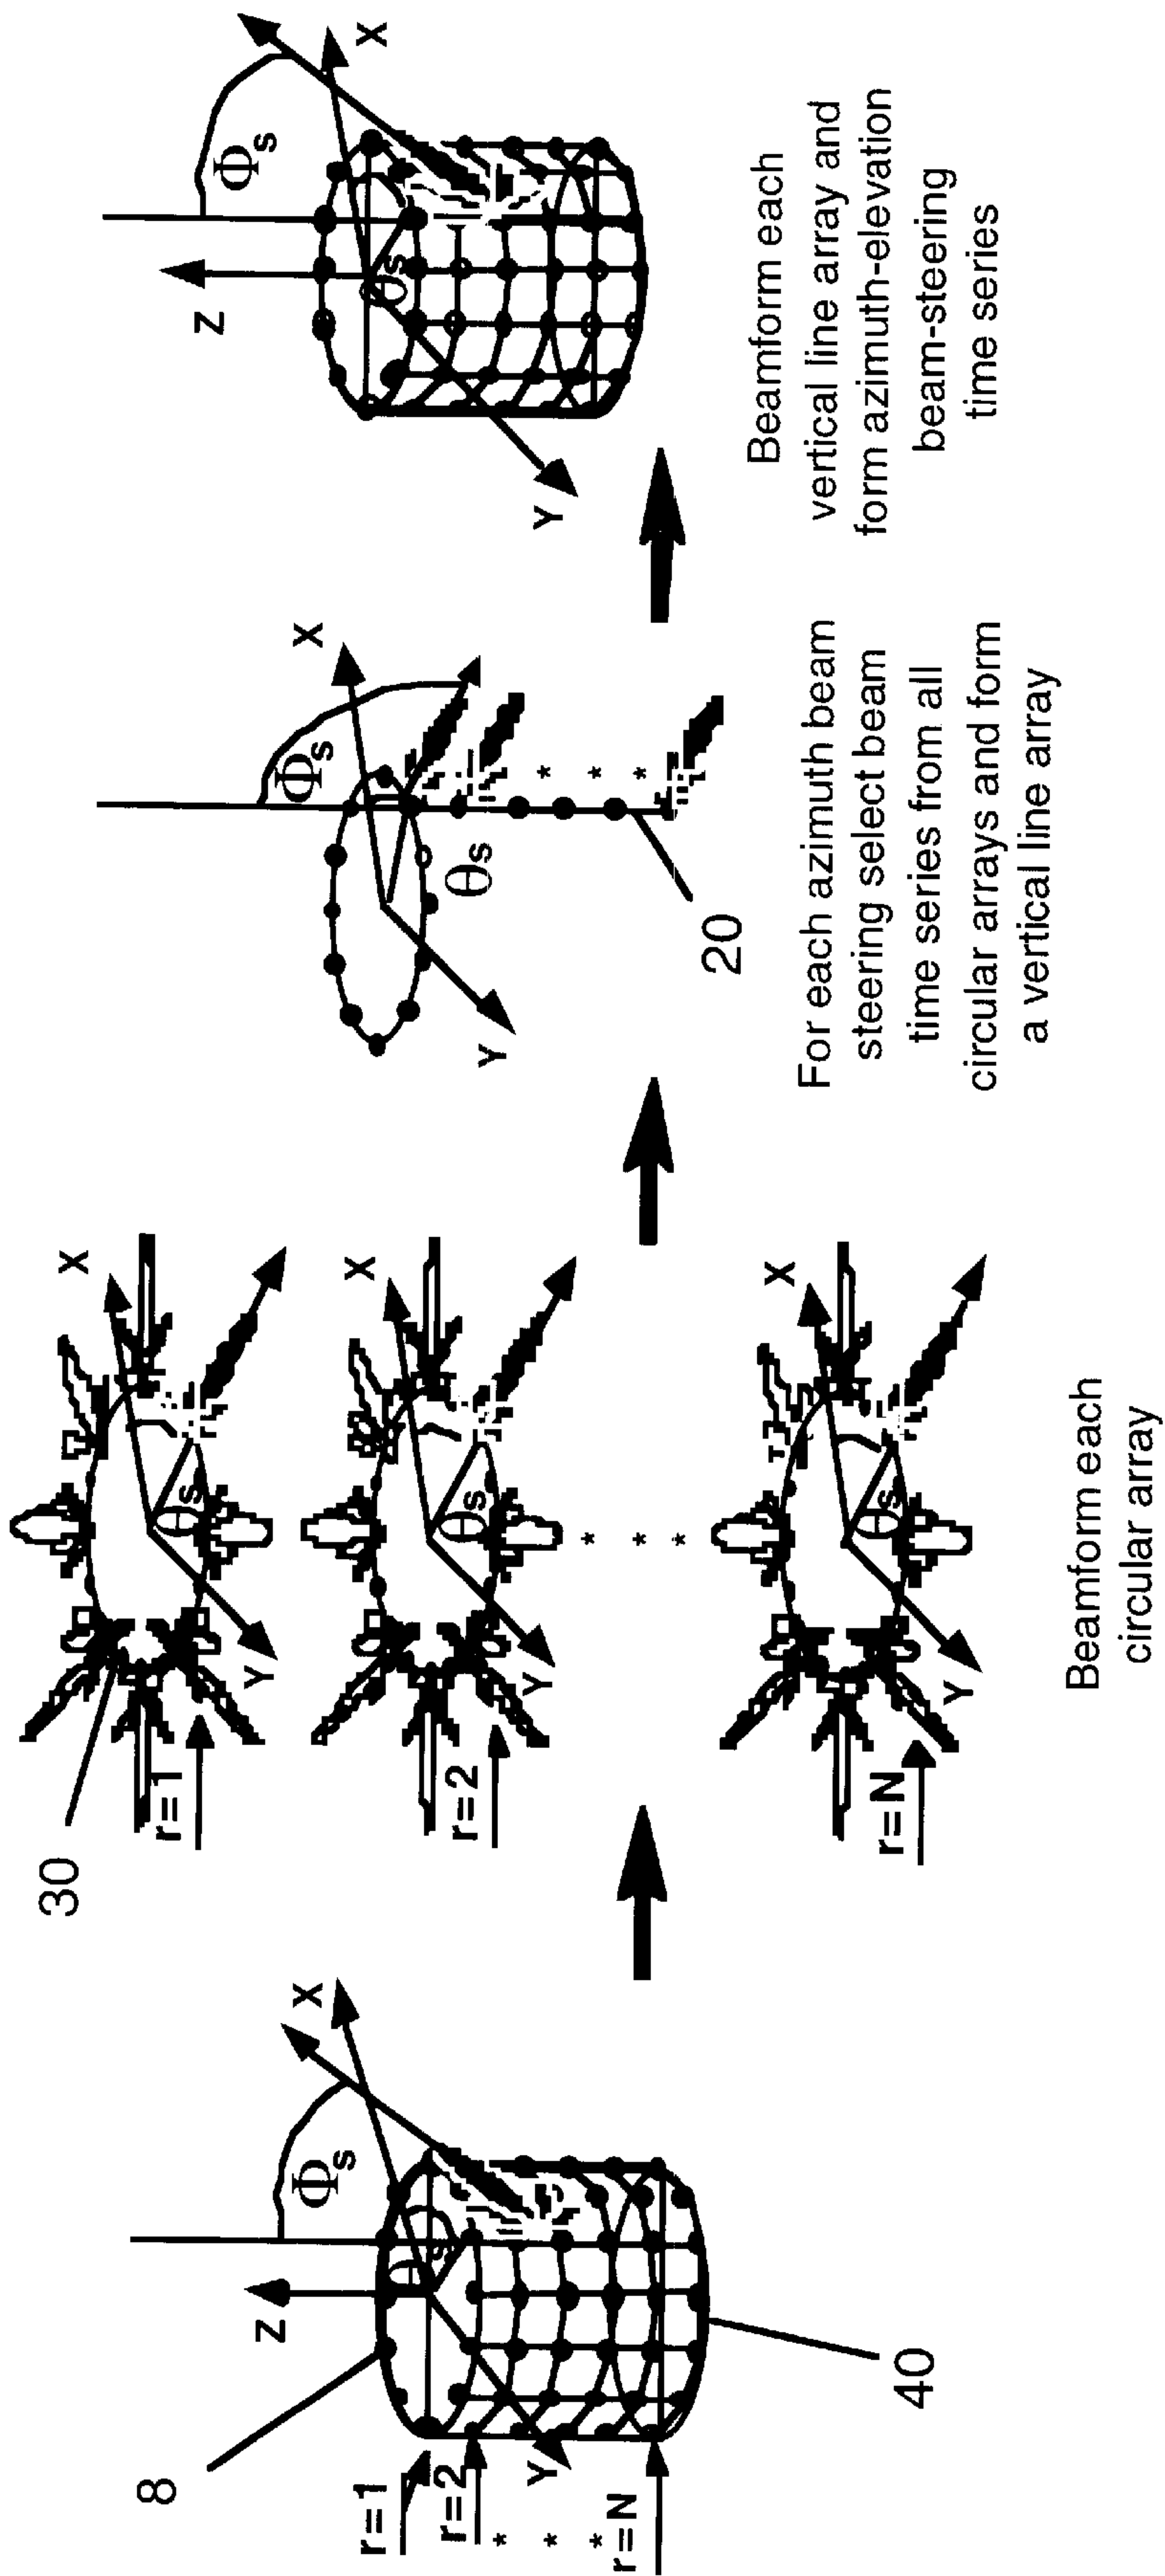 8
Z
Φs
X
θs
r=1
r=2
*
*
*
r=N
Y
40
30
X
θs
r=1
Y
X
θs
r=2
Y
*
*
*
X
θs
r=N
Y
Beamform each
circular array
X
Φs
θs
Y
*
*
*
20
For each azimuth beam
steering select beam
time series from all
circular arrays and form
a vertical line array
Z
Φs
X
θs
Y
Beamform each
vertical line array and
form azimuth-elevation
beam-steering
time series